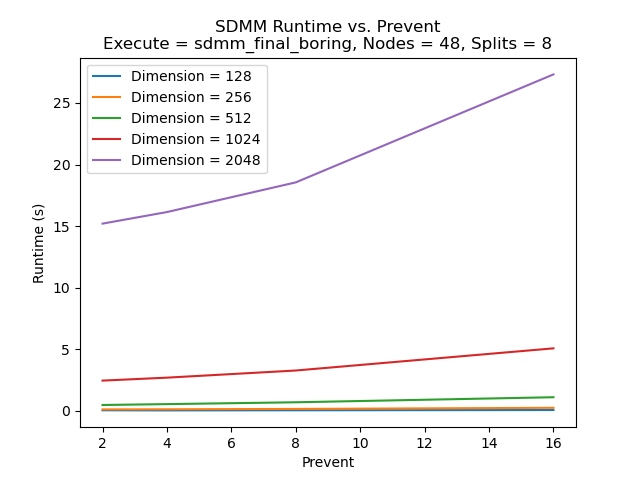 SDMM Runtime vs. Prevent
Execute = sdmm_final_boring, Nodes = 48, Splits = 8
Dimension = 128
Dimension = 256
Dimension = 512
Dimension = 1024
Dimension = 2048
Runtime (s)
25
20
15
10
5
0
2 4 6 8 10 12 14 16
Prevent